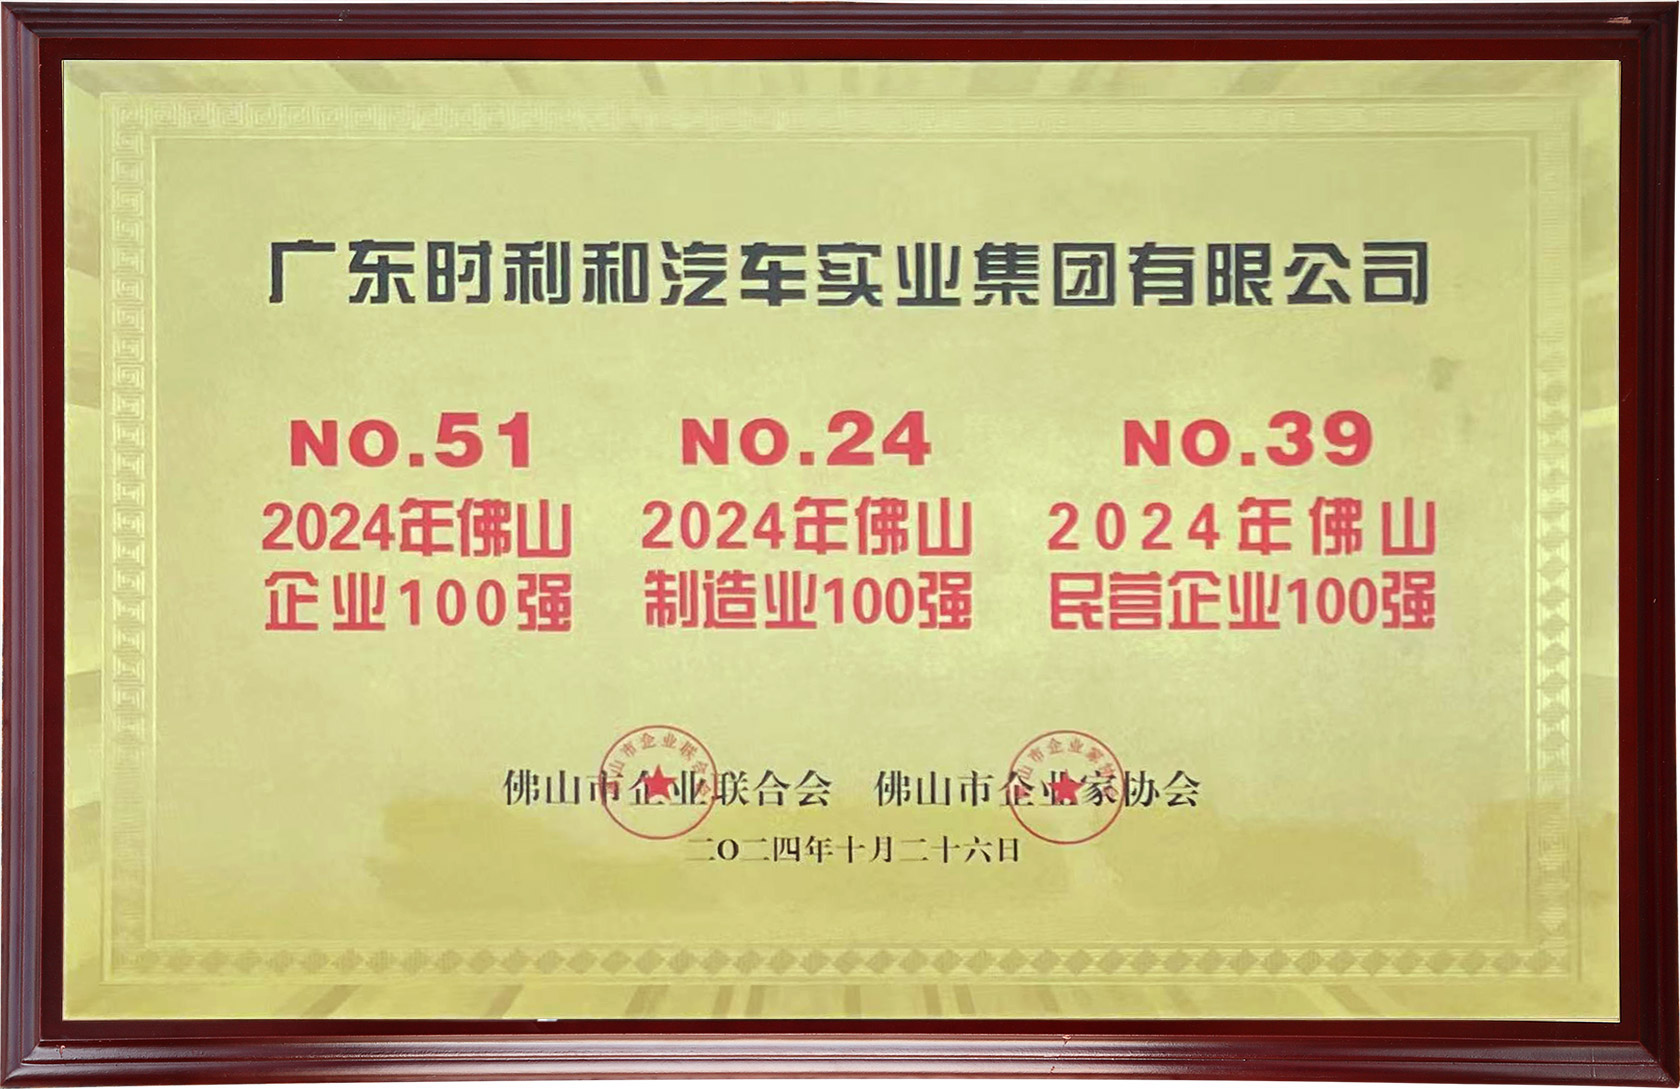 广东时利和汽车实业集团有限公司
NO.51 NO.24 NO.39
2024年佛山 2024年佛山 2024年佛山
企业100强 制造业100强 民营企业100强
佛山市企业联合会 佛山市企业家协会
二O二四年十月二十六日